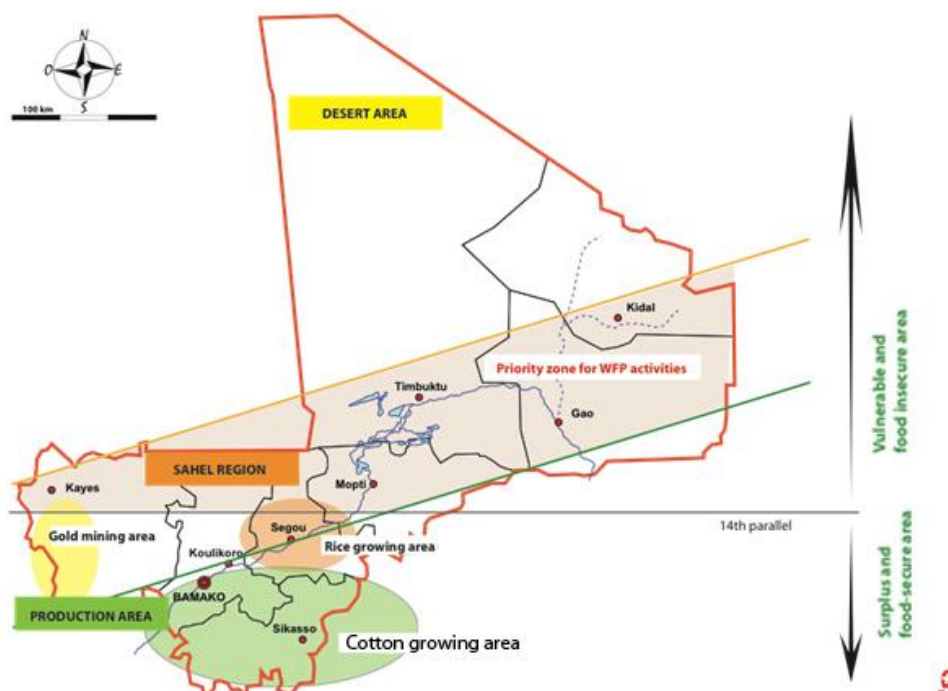 N
O
E
S
100 km
DESERT AREA
Kidal
Priority zone for WFP activities
Timbuktu
Gao
SAHEL REGION
Kayes
Mopti
14th parallel
Gold mining area
Segou
Rice growing area
Koulikoro
BAMAKO
PRODUCTION AREA
Sikasso
Cotton growing area
Vulnerable and
food insecure area
Surplus and
food-secure area